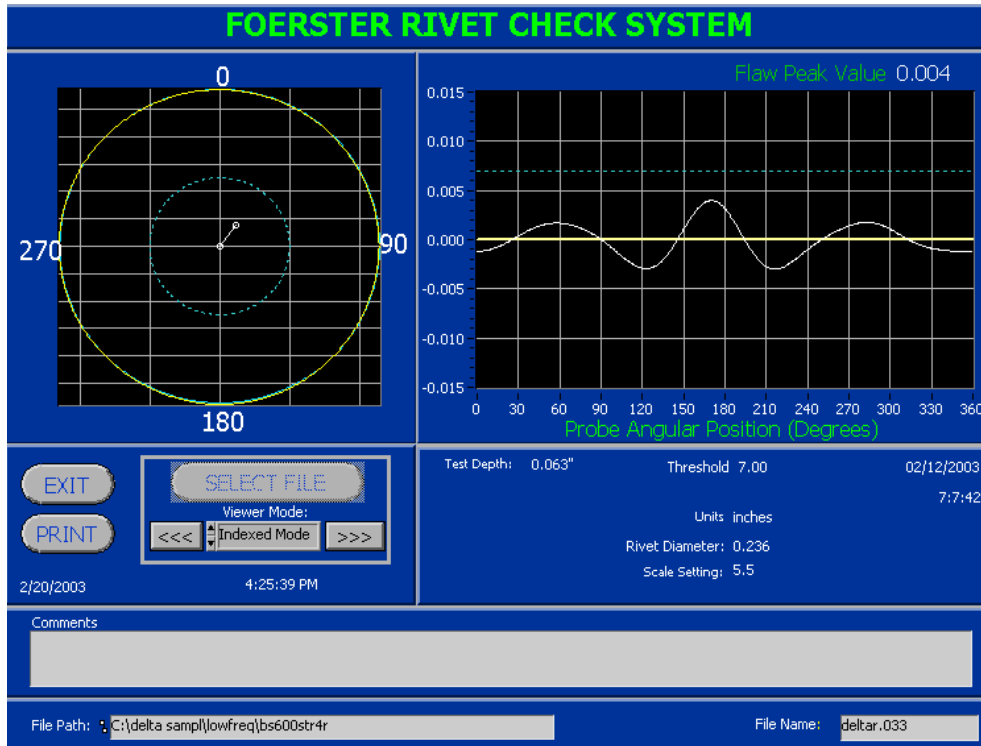 FOERSTER RIVET CHECK SYSTEM
0
270
90
180
Flaw Peak Value 0.004
0.015
0.010
0.005
0.000
-0.005
-0.010
-0.015
0 30 60 90 120 150 180 210 240 270 300 330 360
Probe Angular Position (Degrees)
EXIT
PRINT
SELECT FILE
Viewer Mode:
<<< Indexed Mode >>>
2/20/2003 4:25:39 PM
Test Depth: 0.063" Threshold 7.00 02/12/2003
7:7:42
Units inches
Rivet Diameter: 0.236
Scale Setting: 5.5
Comments
File Path: C:\delta sampl\lowfreq\bs600str4r
File Name: deltar.033